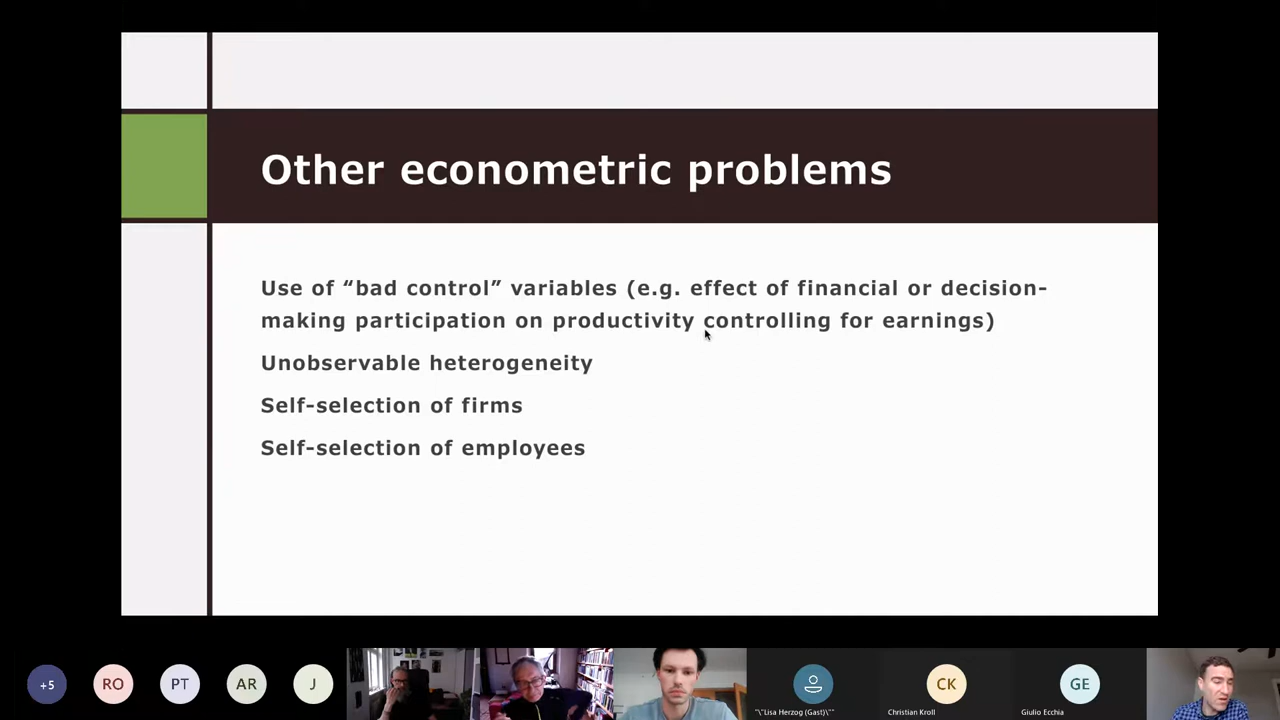 Other econometric problems
Use of “bad control” variables (e.g. effect of financial or decision-
making participation on productivity controlling for earnings)
Unobservable heterogeneity
Self-selection of firms
Self-selection of employees
+5
RO
PT
AR
J
CK
GE
"\"Lisa Herzog (Gast)\""
Christian Kroll
Giulio Ecchia